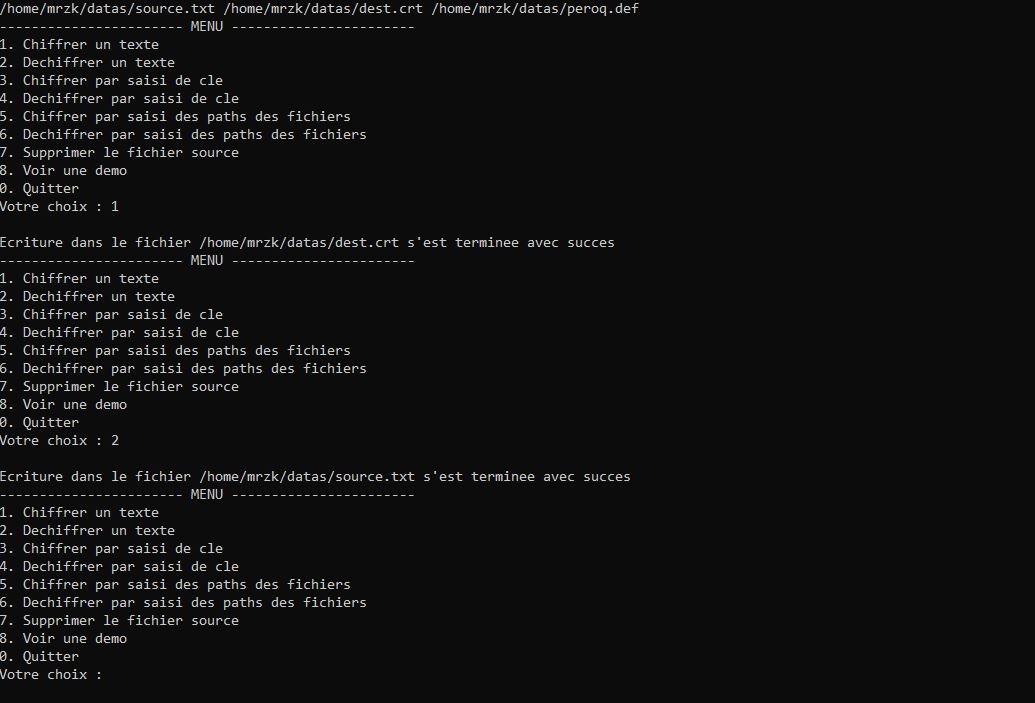 /home/mrzk/datas/source.txt /home/mrzk/datas/dest.crt /home/mrzk/datas/peroq.def
----------------------- MENU -----------------------
1. Chiffrer un texte
2. Dechiffrer un texte
3. Chiffrer par saisi de cle
4. Dechiffrer par saisi de cle
5. Chiffrer par saisi des paths des fichiers
6. Dechiffrer par saisi des paths des fichiers
7. Supprimer le fichier source
8. Voir une demo
0. Quitter
Votre choix : 1

Ecriture dans le fichier /home/mrzk/datas/dest.crt s'est terminee avec succes
----------------------- MENU -----------------------
1. Chiffrer un texte
2. Dechiffrer un texte
3. Chiffrer par saisi de cle
4. Dechiffrer par saisi de cle
5. Chiffrer par saisi des paths des fichiers
6. Dechiffrer par saisi des paths des fichiers
7. Supprimer le fichier source
8. Voir une demo
0. Quitter
Votre choix : 2

Ecriture dans le fichier /home/mrzk/datas/source.txt s'est terminee avec succes
----------------------- MENU -----------------------
1. Chiffrer un texte
2. Dechiffrer un texte
3. Chiffrer par saisi de cle
4. Dechiffrer par saisi de cle
5. Chiffrer par saisi des paths des fichiers
6. Dechiffrer par saisi des paths des fichiers
7. Supprimer le fichier source
8. Voir une demo
0. Quitter
Votre choix :